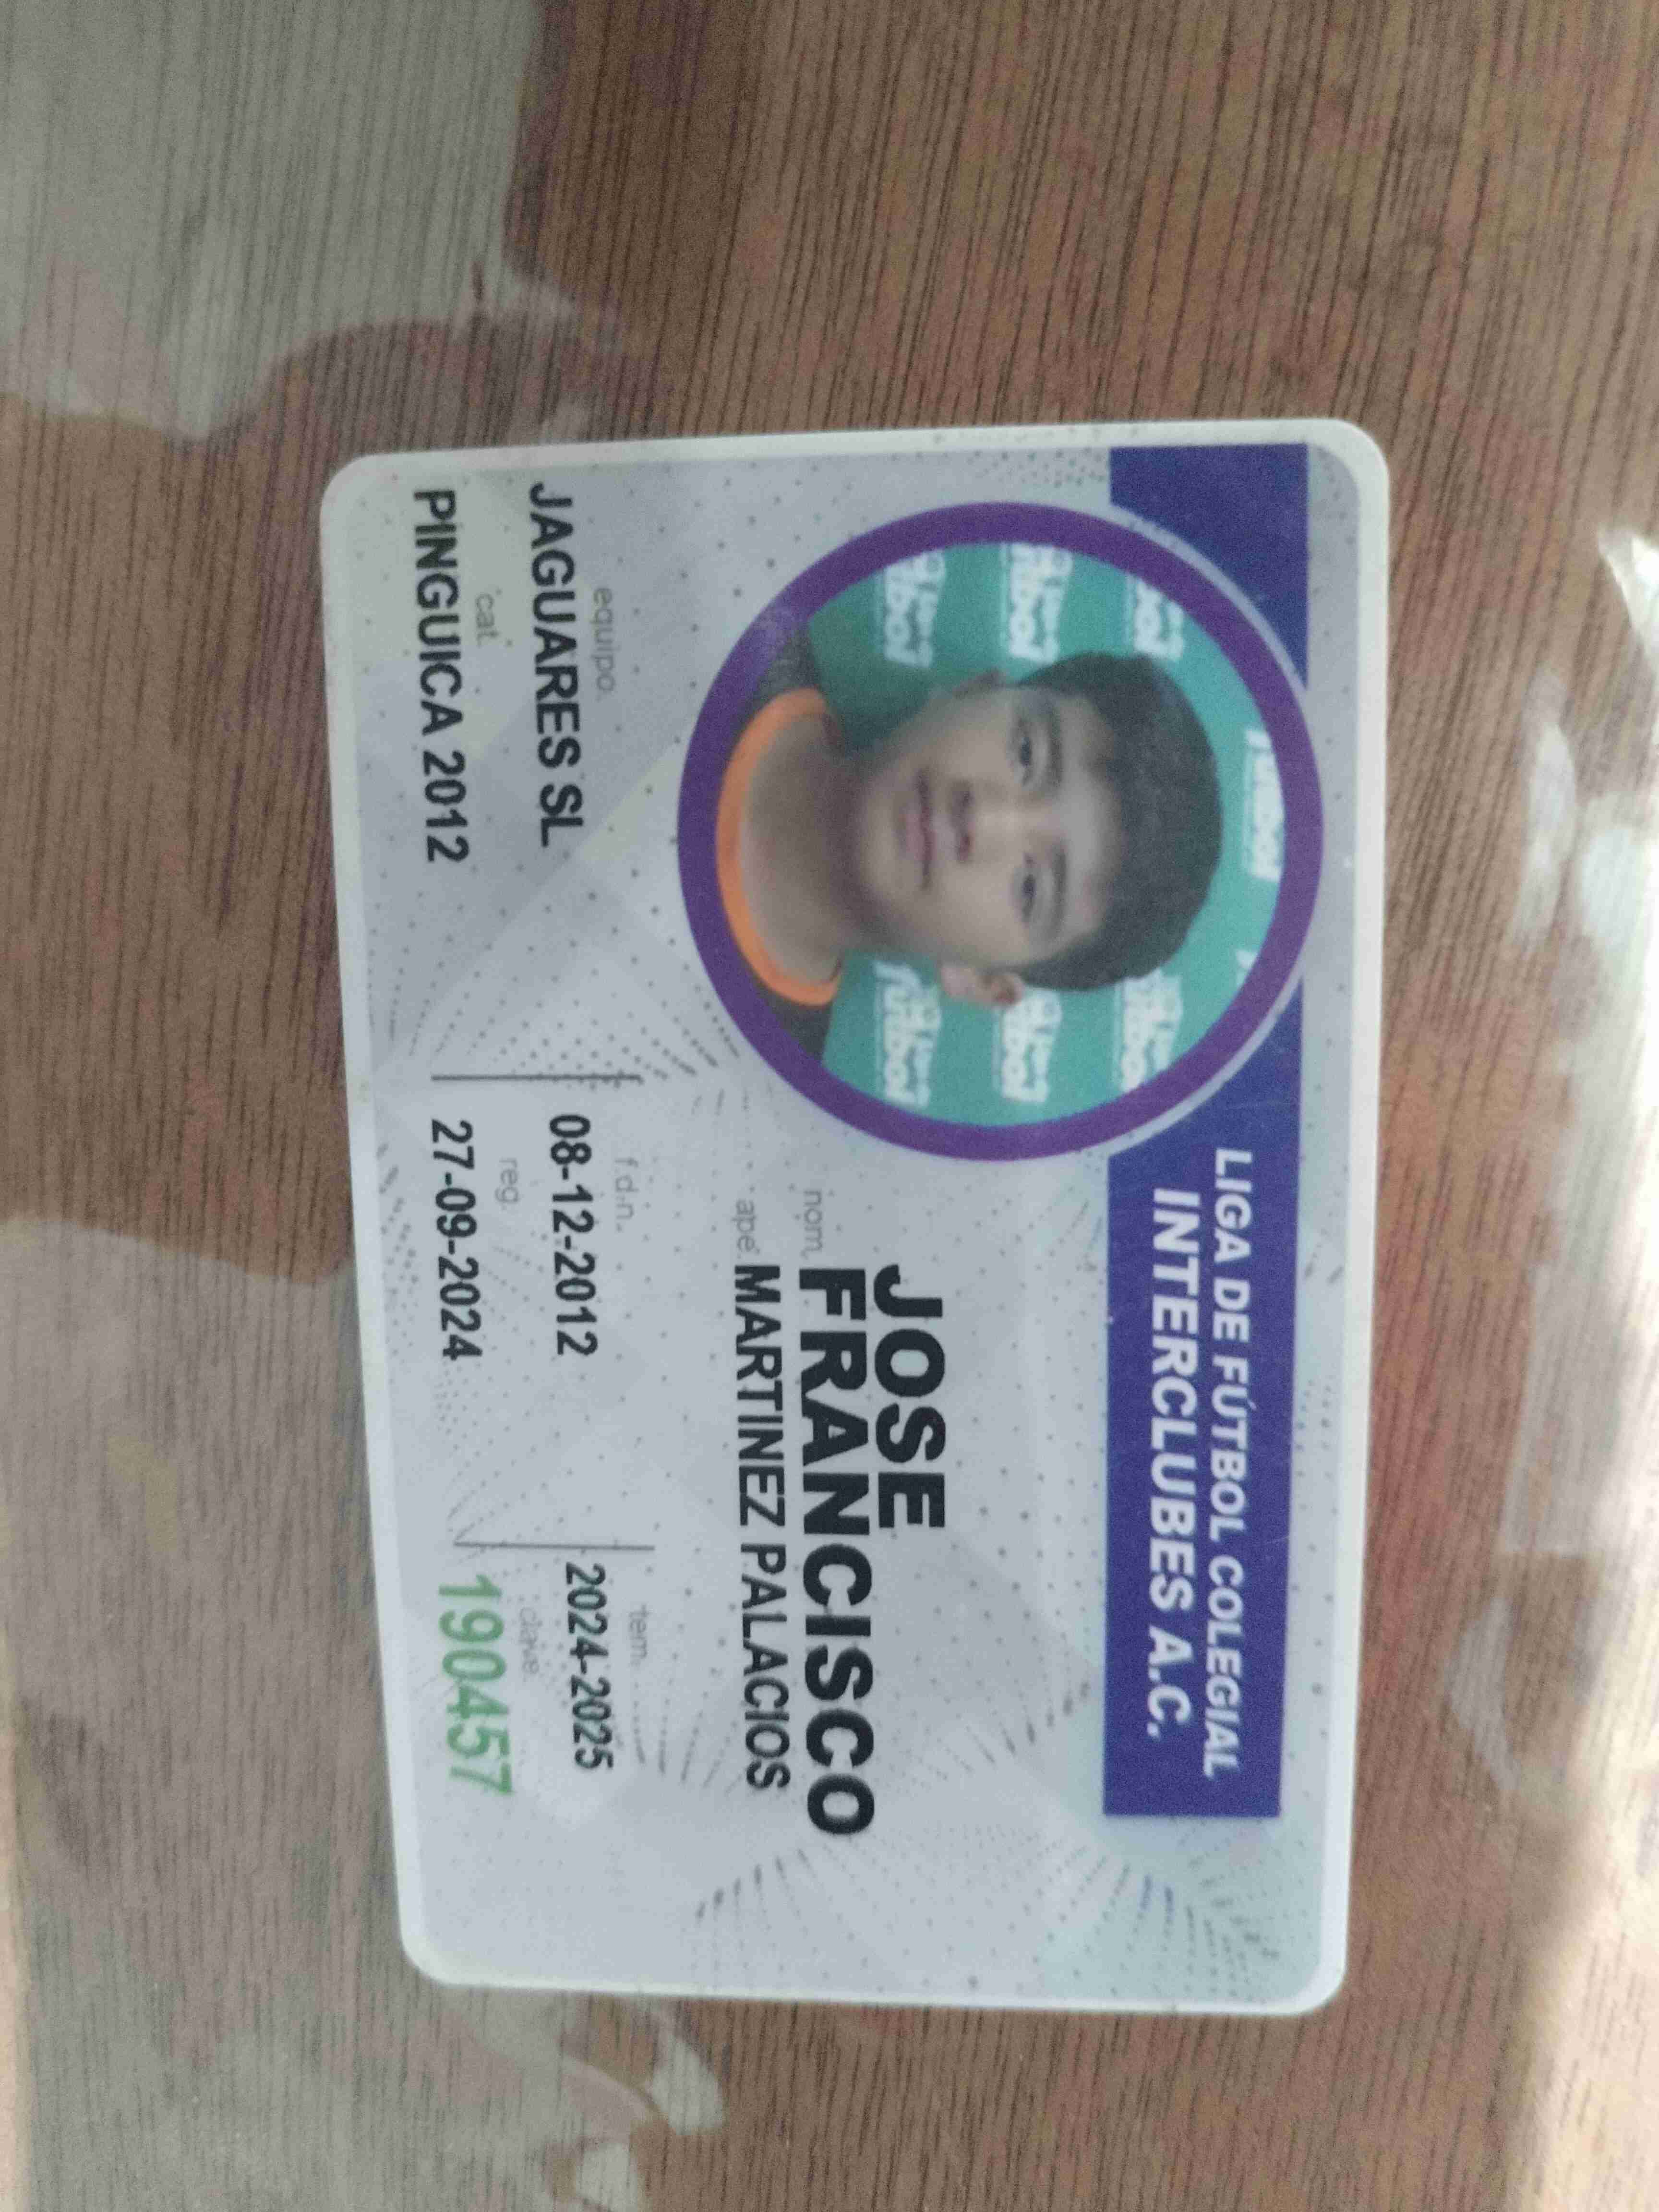 LIGA DE FÚTBOL COLEGIAL
INTERCLUBES A.C.
JOSE
nom. FRANCISCO
ape. MARTINEZ PALACIOS
equipo.
JAGUARES SL
cat.
PINGUICA 2012
f.d.n.
08-12-2012
reg.
27-09-2024
tem.
2024-2025
clave
190457